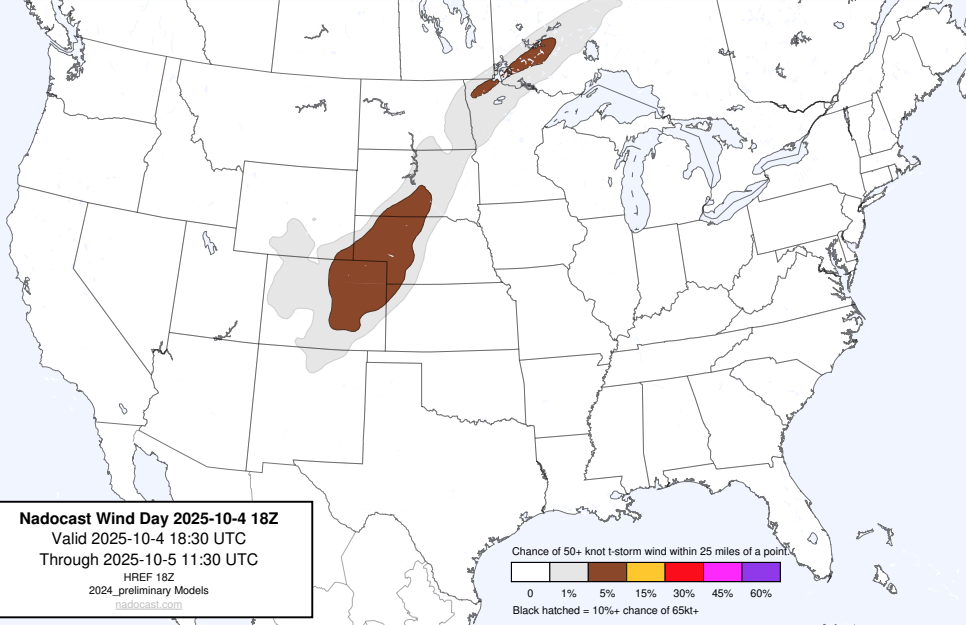 Nadocast Wind Day 2025-10-4 18Z
Valid 2025-10-4 18:30 UTC
Through 2025-10-5 11:30 UTC
HREF 18Z
2024_preliminary Models
nadocast.com
Chance of 50+ knot t-storm wind within 25 miles of a point.
0 1% 5% 15% 30% 45% 60%
Black hatched = 10%+ chance of 65kt+